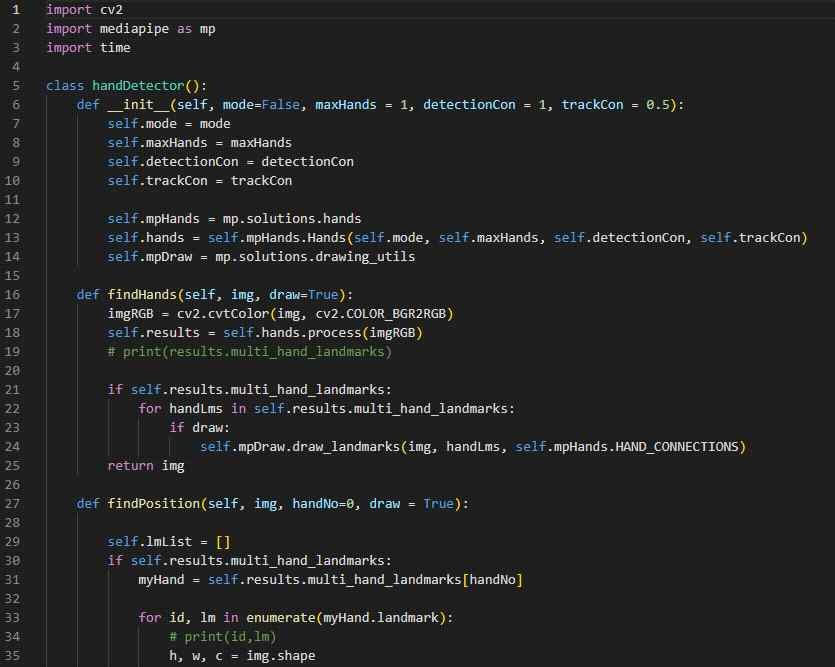 1 import cv2
2 import mediapipe as mp
3 import time
4
5 class handDetector():
6     def __init__(self, mode=False, maxHands = 1, detectionCon = 1, trackCon = 0.5):
7         self.mode = mode
8         self.maxHands = maxHands
9         self.detectionCon = detectionCon
10         self.trackCon = trackCon
11
12         self.mpHands = mp.solutions.hands
13         self.hands = self.mpHands.Hands(self.mode, self.maxHands, self.detectionCon, self.trackCon)
14         self.mpDraw = mp.solutions.drawing_utils
15
16     def findHands(self, img, draw=True):
17         imgRGB = cv2.cvtColor(img, cv2.COLOR_BGR2RGB)
18         self.results = self.hands.process(imgRGB)
19         # print(results.multi_hand_landmarks)
20
21         if self.results.multi_hand_landmarks:
22             for handLms in self.results.multi_hand_landmarks:
23                 if draw:
24                     self.mpDraw.draw_landmarks(img, handLms, self.mpHands.HAND_CONNECTIONS)
25         return img
26
27     def findPosition(self, img, handNo=0, draw = True):
28
29         self.lmList = []
30         if self.results.multi_hand_landmarks:
31             myHand = self.results.multi_hand_landmarks[handNo]
32
33             for id, lm in enumerate(myHand.landmark):
34                 # print(id,lm)
35                 h, w, c = img.shape